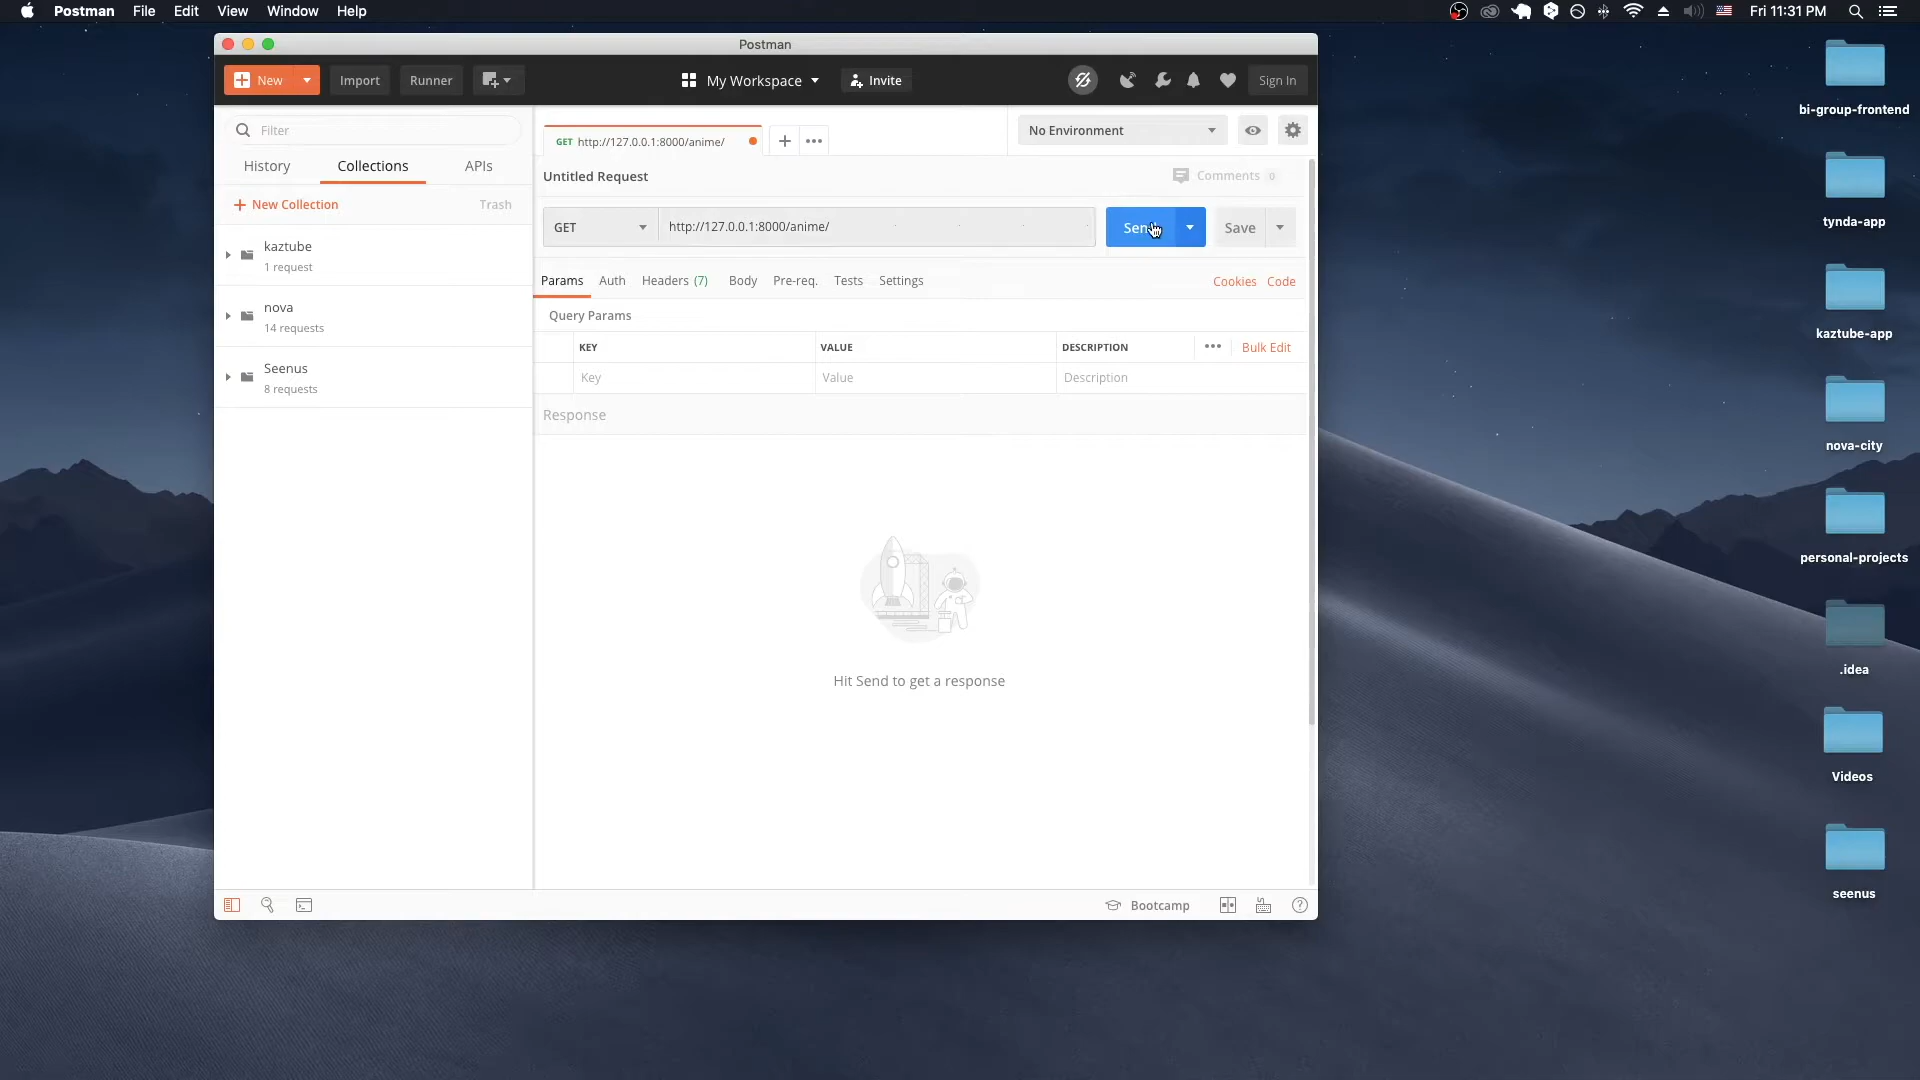 Postman File Edit View Window Help Fri 11:31 PM
Postman
New Import Runner My Workspace Invite Sign In
Filter
History Collections APIs
New Collection Trash
kaztube
1 request
nova
14 requests
Seenus
8 requests
GET http://127.0.0.1:8000/anime/ No Environment
Untitled Request Comments 0
GET http://127.0.0.1:8000/anime/ Send Save
Params Auth Headers (7) Body Pre-req. Tests Settings Cookies Code
Query Params
KEY VALUE DESCRIPTION Bulk Edit
Key Value Description
Response
Hit Send to get a response
Bootcamp
bi-group-frontend
tynda-app
kaztube-app
nova-city
personal-projects
.idea
Videos
seenus